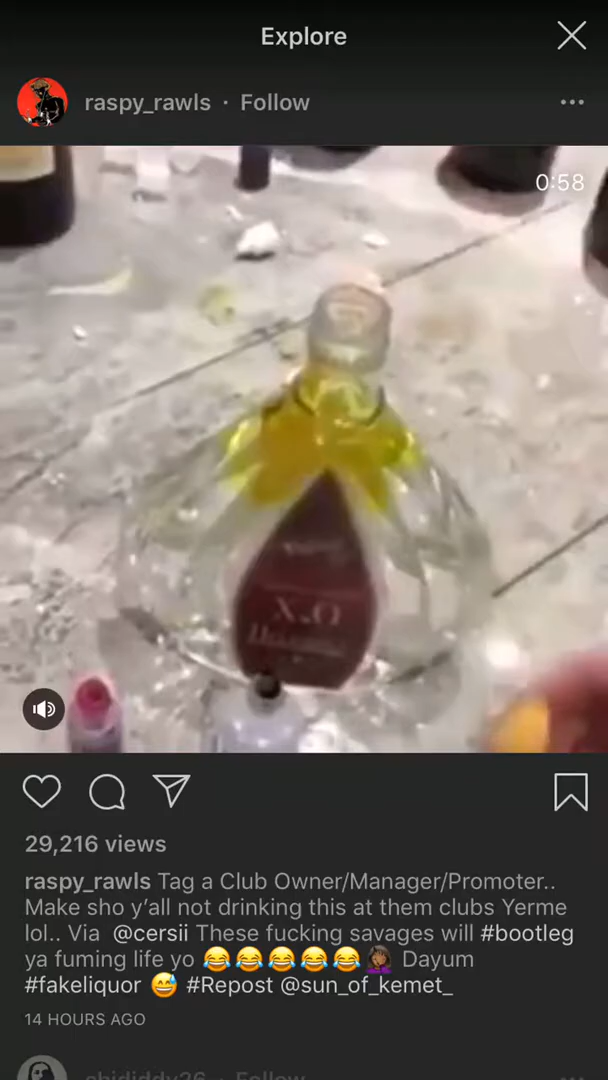 Explore
raspy_rawls · Follow
0:58
X.O
29,216 views
raspy_rawls Tag a Club Owner/Manager/Promoter..
Make sho y’all not drinking this at them clubs Yerme
lol.. Via @cersii These fucking savages will #bootleg
ya fuming life yo 😂😂😂😂😂🤦🏾‍♀️ Dayum
#fakeliquor 😅 #Repost @sun_of_kemet_
14 HOURS AGO